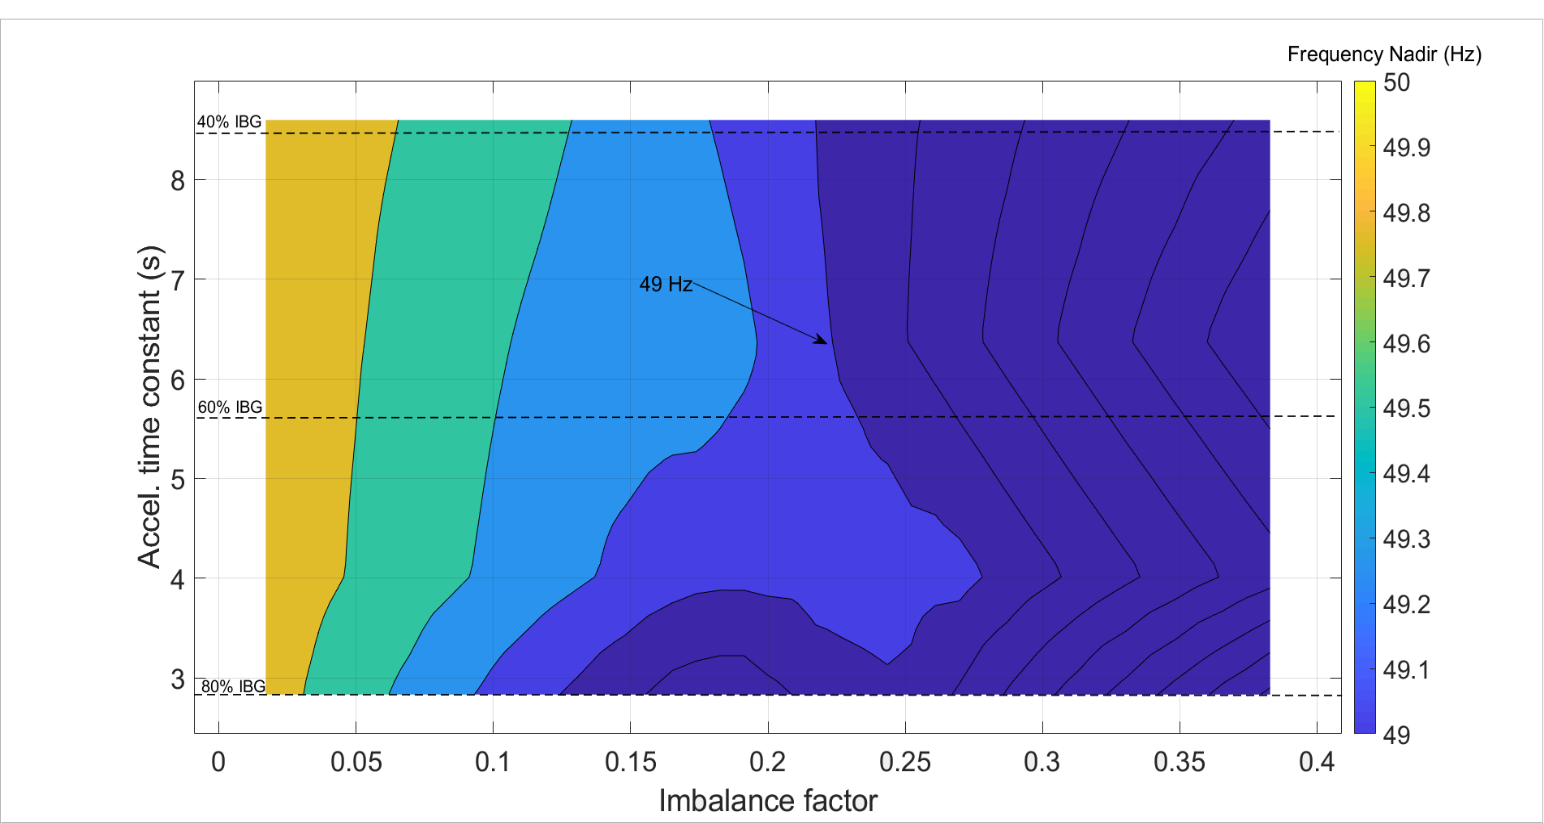 Frequency Nadir (Hz)
50
49.9
49.8
49.7
49.6
49.5
49.4
49.3
49.2
49.1
49
40% IBG
8
7
49 Hz
6
60% IBG
5
4
3
80% IBG
Accel. time constant (s)
0 0.05 0.1 0.15 0.2 0.25 0.3 0.35 0.4
Imbalance factor